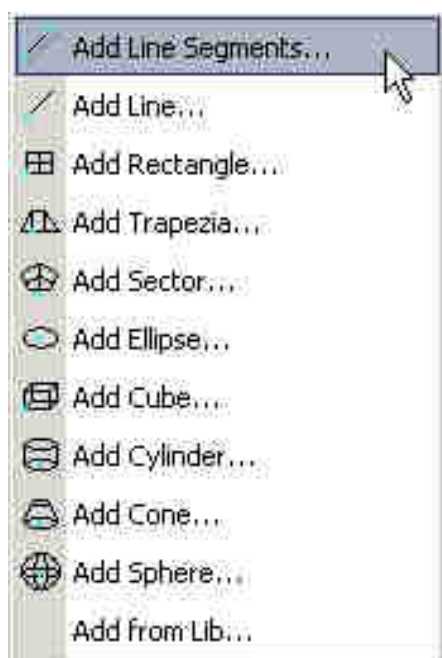 Add Line Segments...
Add Line...
Add Rectangle...
Add Trapezia...
Add Sector...
Add Ellipse...
Add Cube...
Add Cylinder...
Add Cone...
Add Sphere...
Add from Lib...